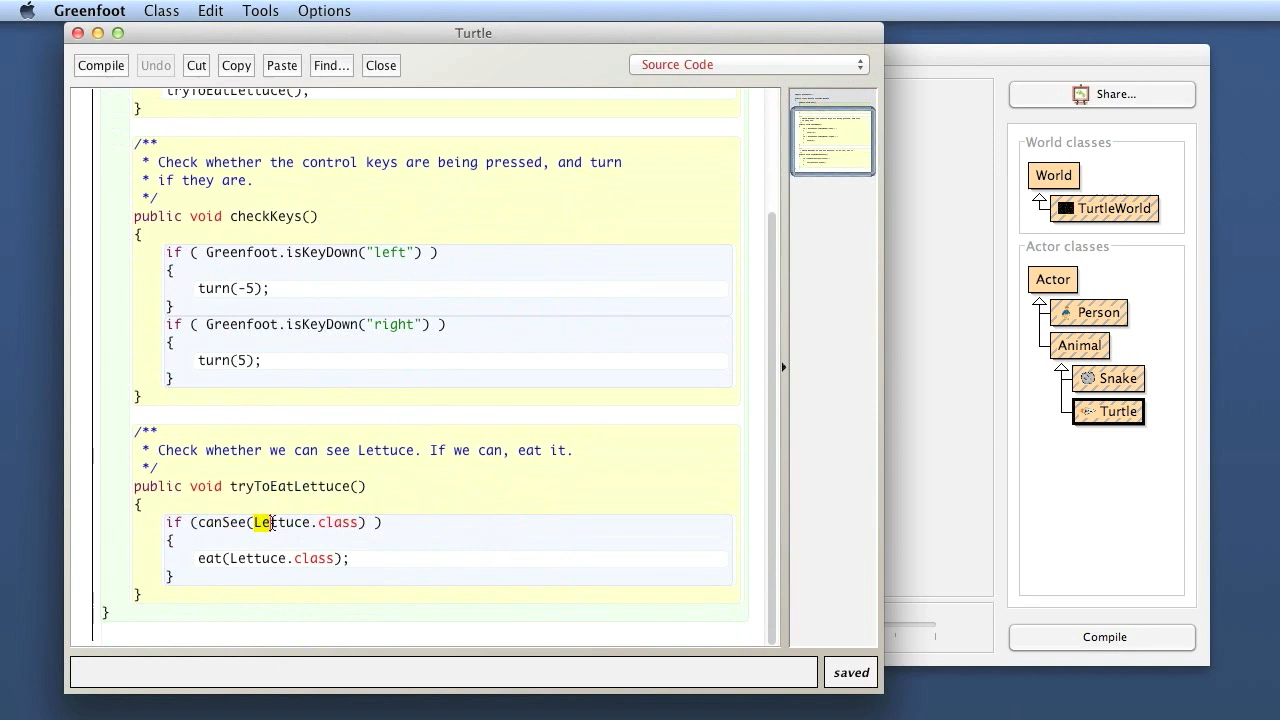 Greenfoot Class Edit Tools Options
Turtle
Compile Undo Cut Copy Paste Find... Close Source Code
tryToEatLettuce();
}
/**
* Check whether the control keys are being pressed, and turn
* if they are.
*/
public void checkKeys()
{
if ( Greenfoot.isKeyDown("left") )
{
turn(-5);
}
if ( Greenfoot.isKeyDown("right") )
{
turn(5);
}
}
/**
* Check whether we can see Lettuce. If we can, eat it.
*/
public void tryToEatLettuce()
{
if (canSee(Lettuce.class) )
{
eat(Lettuce.class);
}
}
}
saved
Share...
World classes
World
TurtleWorld
Actor classes
Actor
Person
Animal
Snake
Turtle
Compile